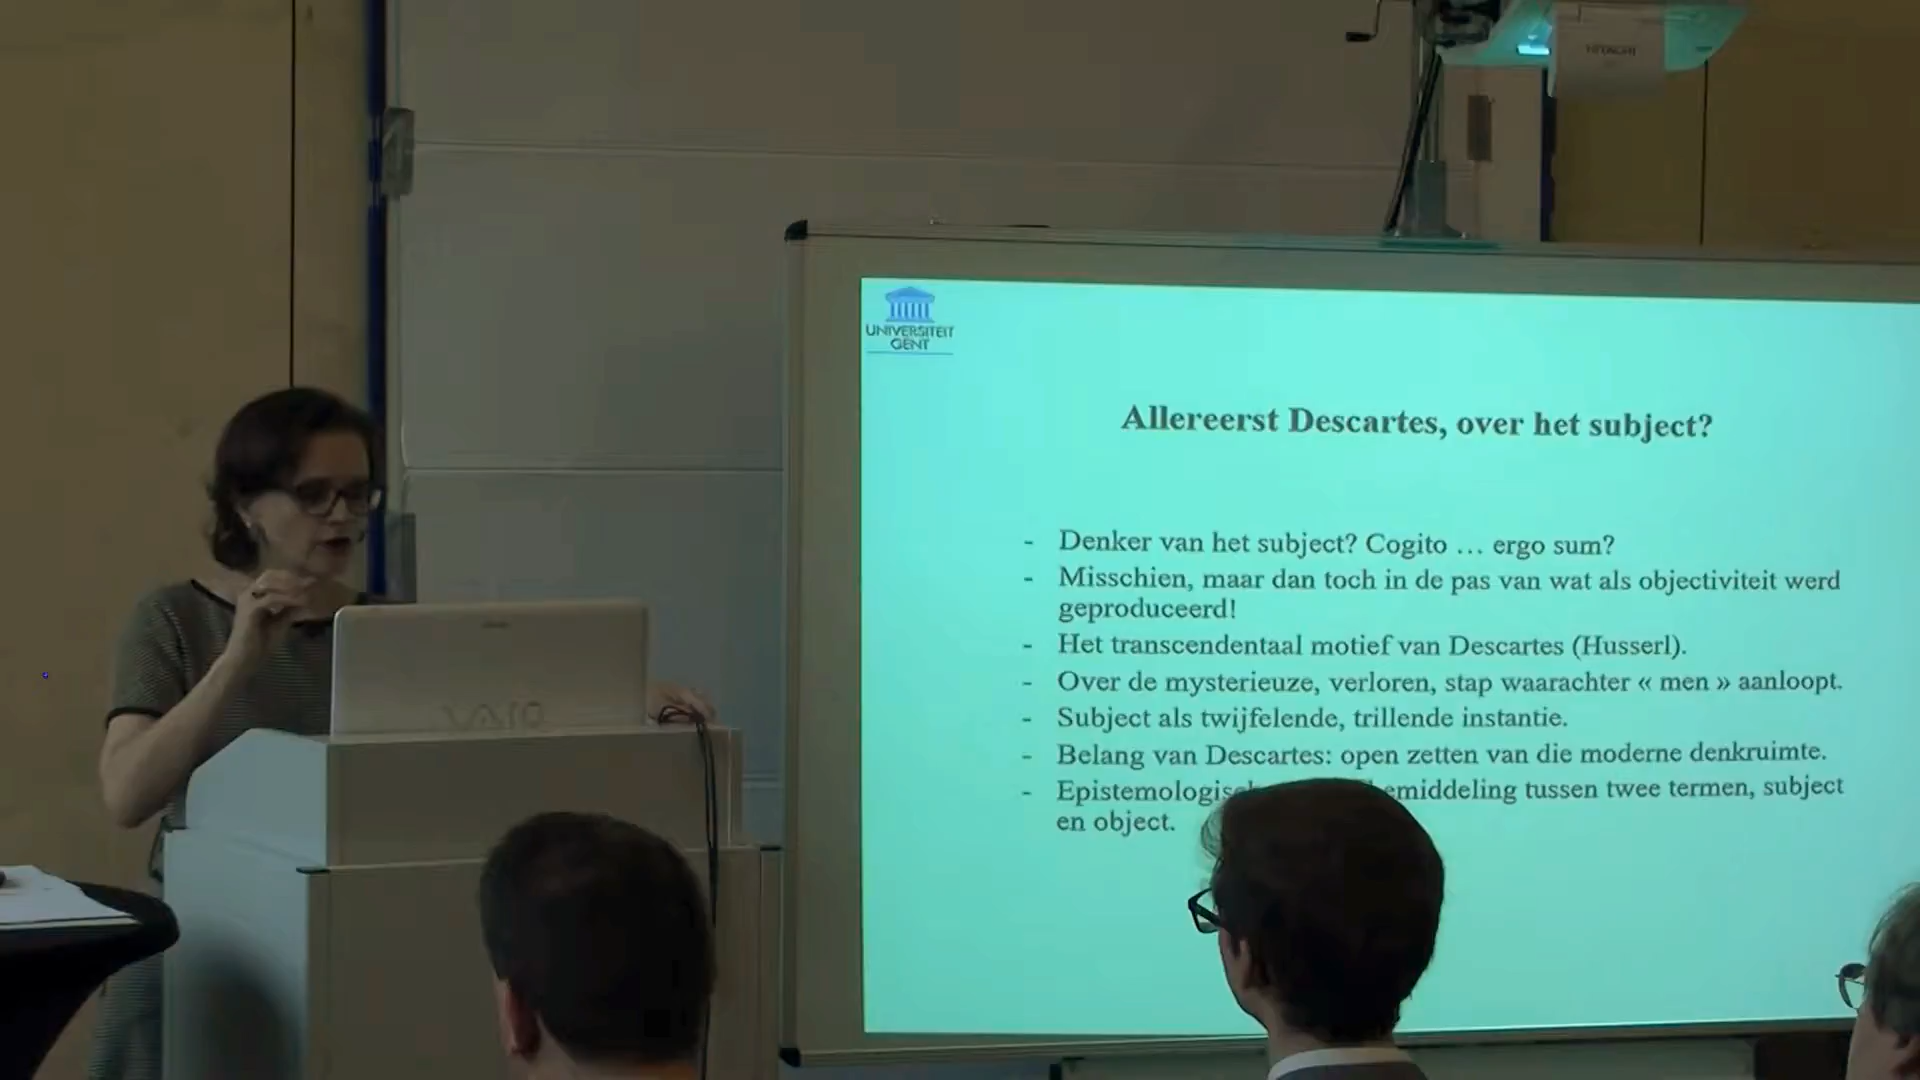 HITACHI
UNIVERSITEIT
GENT
Allereerst Descartes, over het subject?
- Denker van het subject? Cogito … ergo sum?
- Misschien, maar dan toch in de pas van wat als objectiviteit werd
geproduceerd!
- Het transcendentaal motief van Descartes (Husserl).
- Over de mysterieuze, verloren, stap waarachter « men » aanloopt.
- Subject als twijfelende, trillende instantie.
- Belang van Descartes: open zetten van die moderne denkruimte.
- emiddeling tussen twee termen, subject
en object.
VAIO